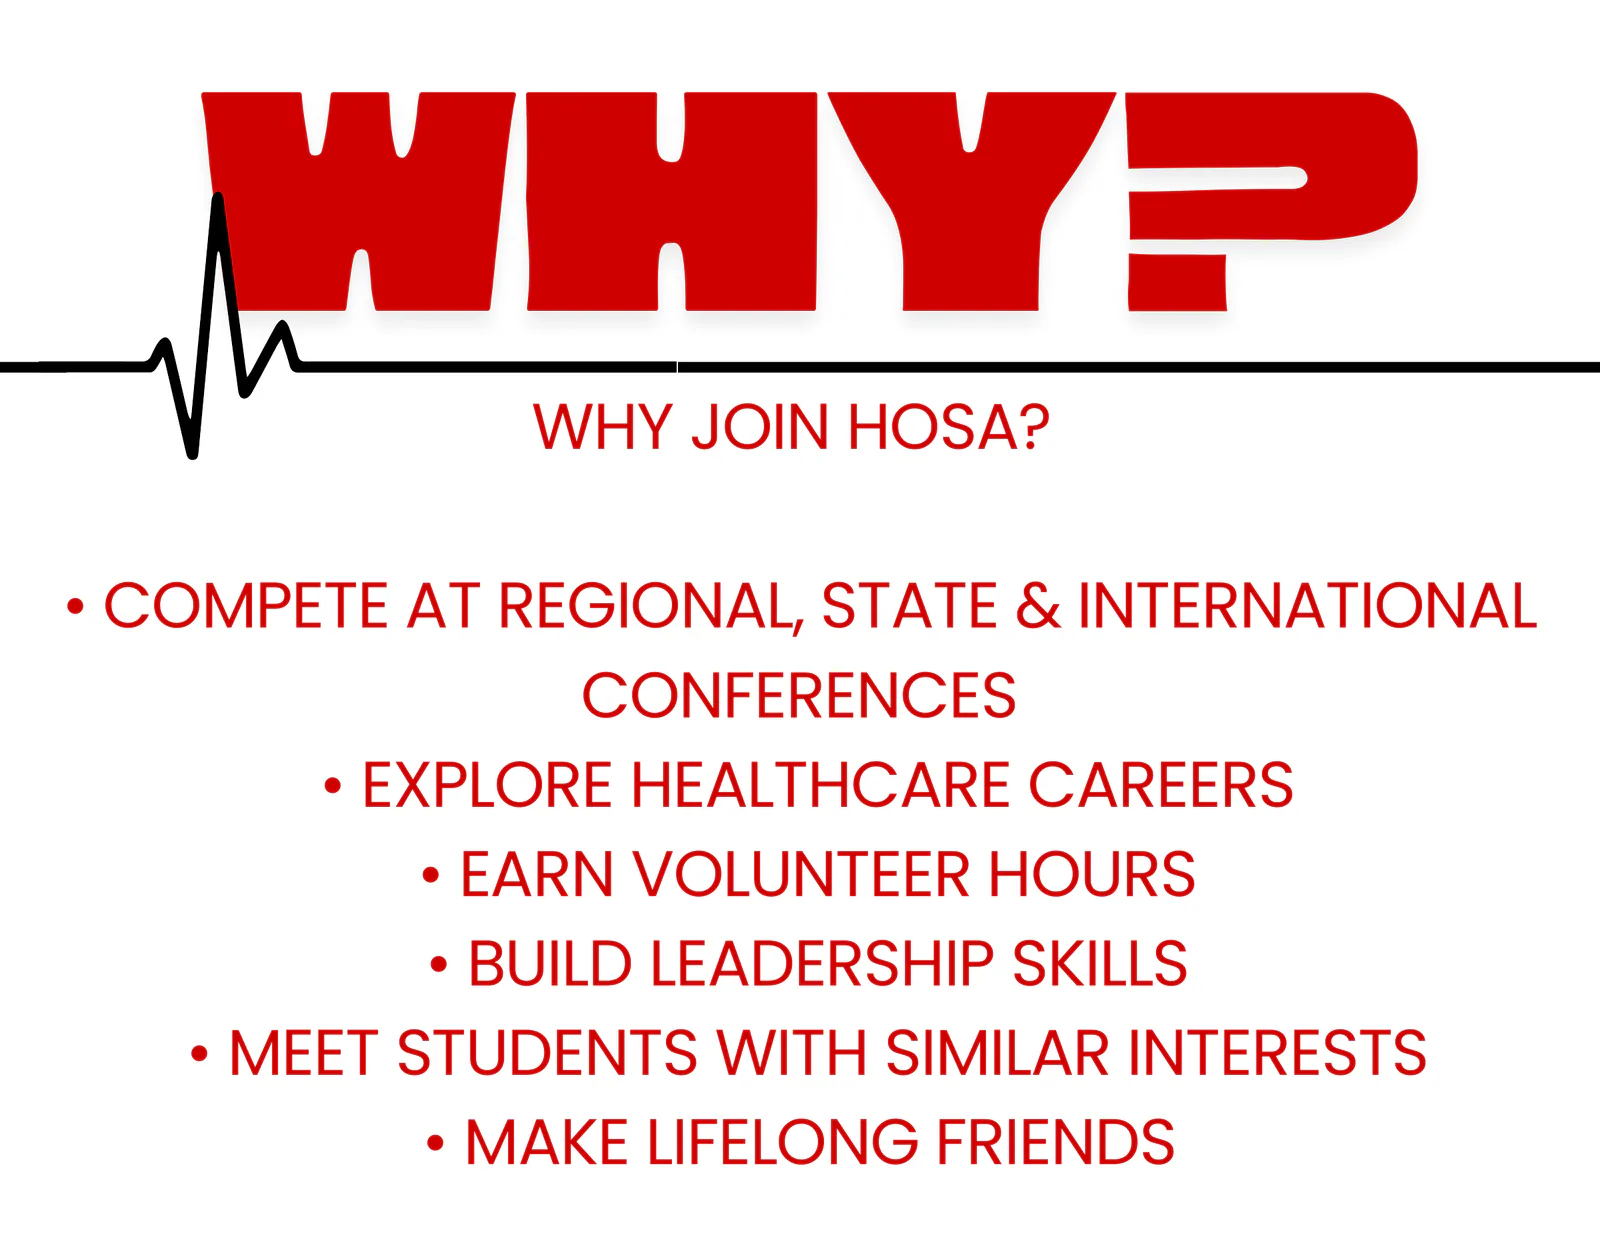 WHY?
WHY JOIN HOSA?
• COMPETE AT REGIONAL, STATE & INTERNATIONAL
CONFERENCES
• EXPLORE HEALTHCARE CAREERS
• EARN VOLUNTEER HOURS
• BUILD LEADERSHIP SKILLS
• MEET STUDENTS WITH SIMILAR INTERESTS
• MAKE LIFELONG FRIENDS